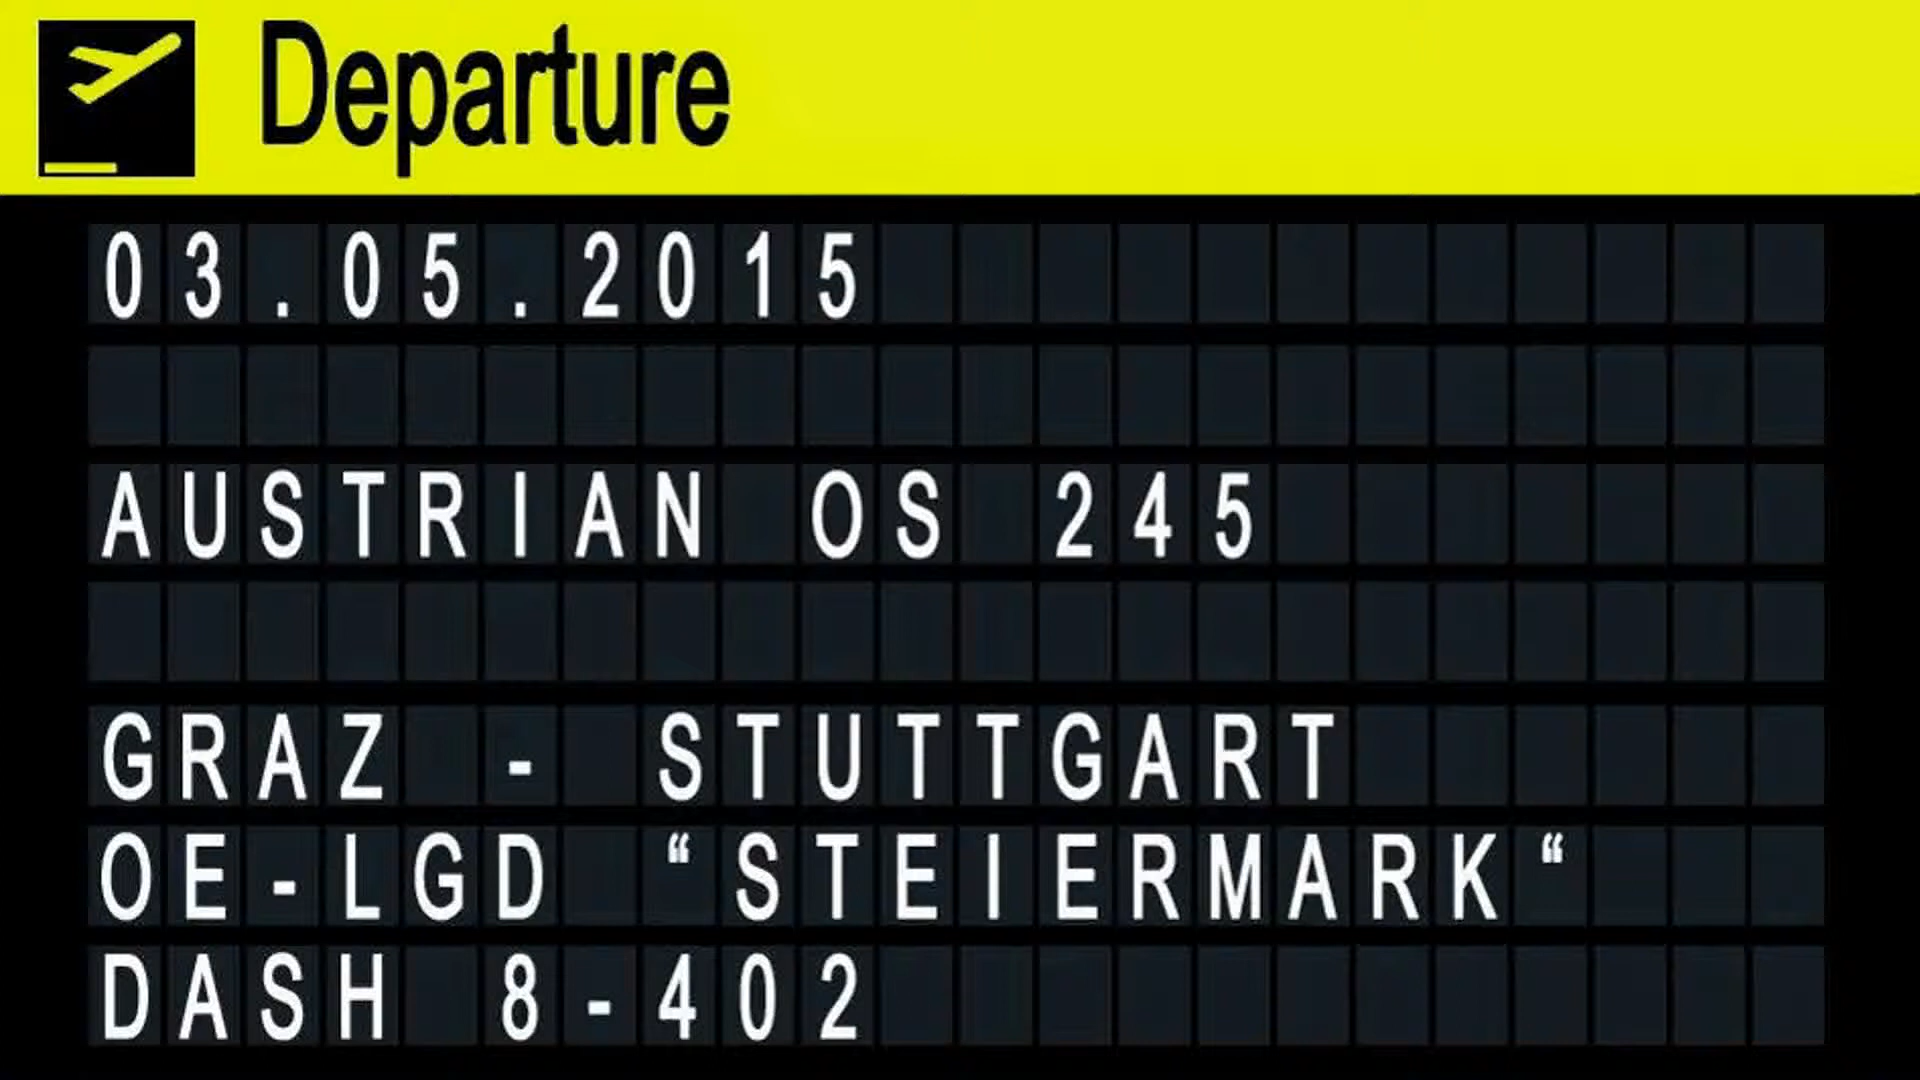 Departure
03.05.2015
AUSTRIAN OS 245
GRAZ - STUTTGART
OE-LGD “STEIERMARK“
DASH 8-402